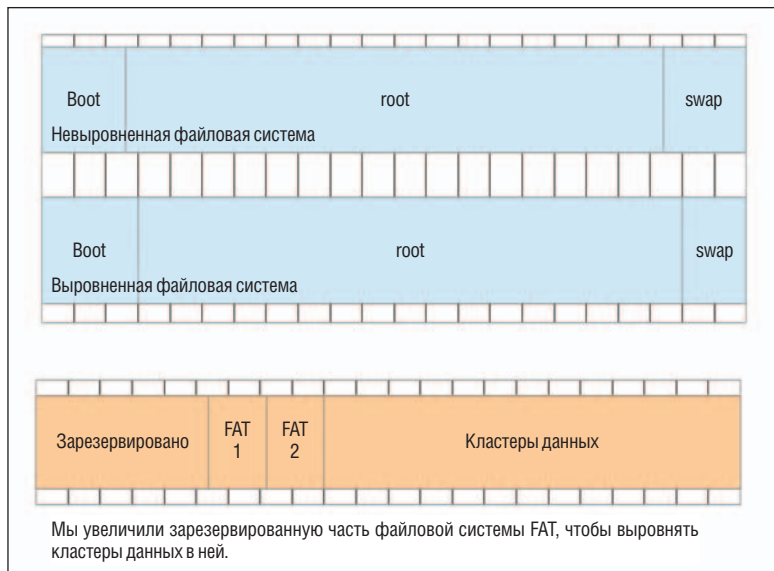 Boot root swap
Невыровненная файловая система
Boot root swap
Выровненная файловая система
Зарезервировано FAT 1 FAT 2 Кластеры данных
Мы увеличили зарезервированную часть файловой системы FAT, чтобы выровнять
кластеры данных в ней.